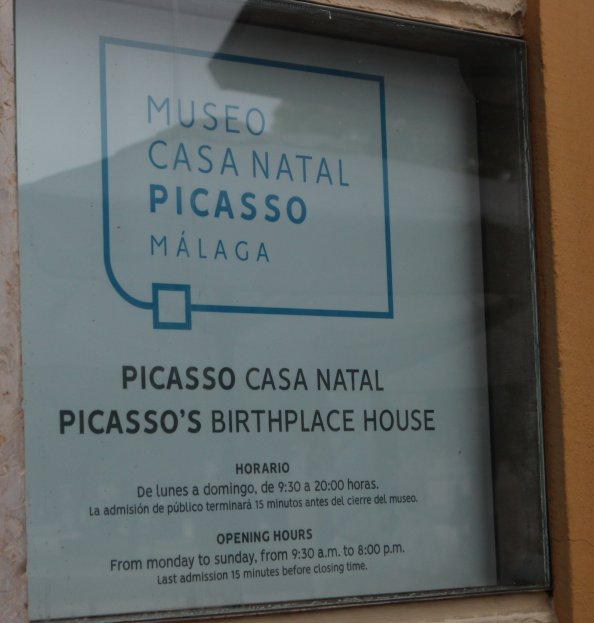 MUSEO
CASA NATAL
PICASSO
MÁLAGA
PICASSO CASA NATAL
PICASSO'S BIRTHPLACE HOUSE
HORARIO
De lunes a domingo, de 9:30 a 20:00 horas.
La admisión de público terminará 15 minutos antes del cierre del museo.
OPENING HOURS
From monday to sunday, from 9:30 a.m. to 8:00 p.m.
Last admission 15 minutes before closing time.